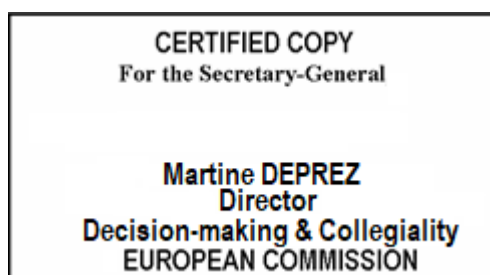 CERTIFIED COPY
For the Secretary-General
Martine DEPREZ
Director
Decision-making & Collegiality
EUROPEAN COMMISSION